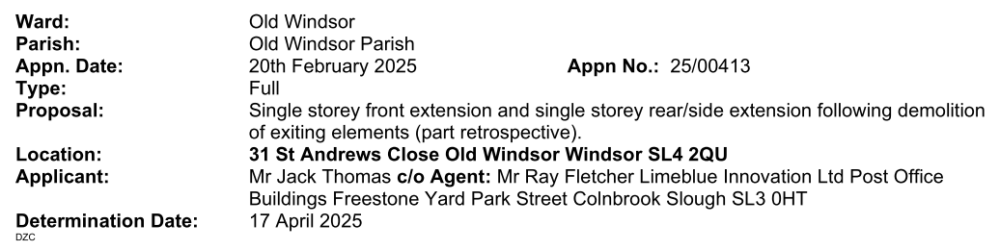 Ward: Old Windsor
Parish: Old Windsor Parish
Appn. Date: 20th February 2025 Appn No.: 25/00413
Type: Full
Proposal: Single storey front extension and single storey rear/side extension following demolition
of exiting elements (part retrospective).
Location: 31 St Andrews Close Old Windsor Windsor SL4 2QU
Applicant: Mr Jack Thomas c/o Agent: Mr Ray Fletcher Limeblue Innovation Ltd Post Office
Buildings Freestone Yard Park Street Colnbrook Slough SL3 0HT
Determination Date: 17 April 2025
DZC